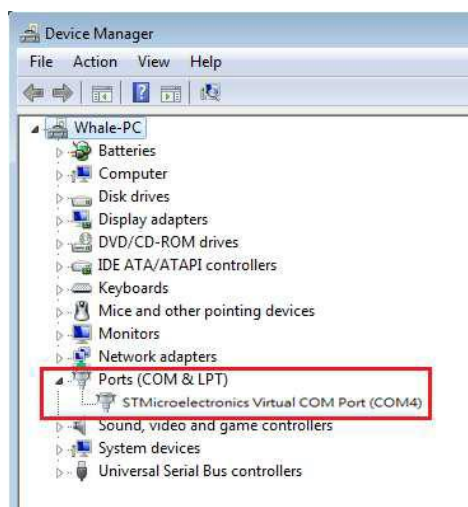 Device Manager
File Action View Help
Whale-PC
Batteries
Computer
Disk drives
Display adapters
DVD/CD-ROM drives
IDE ATA/ATAPI controllers
Keyboards
Mice and other pointing devices
Monitors
Network adapters
Ports (COM & LPT)
STMicroelectronics Virtual COM Port (COM4)
Sound, video and game controllers
System devices
Universal Serial Bus controllers